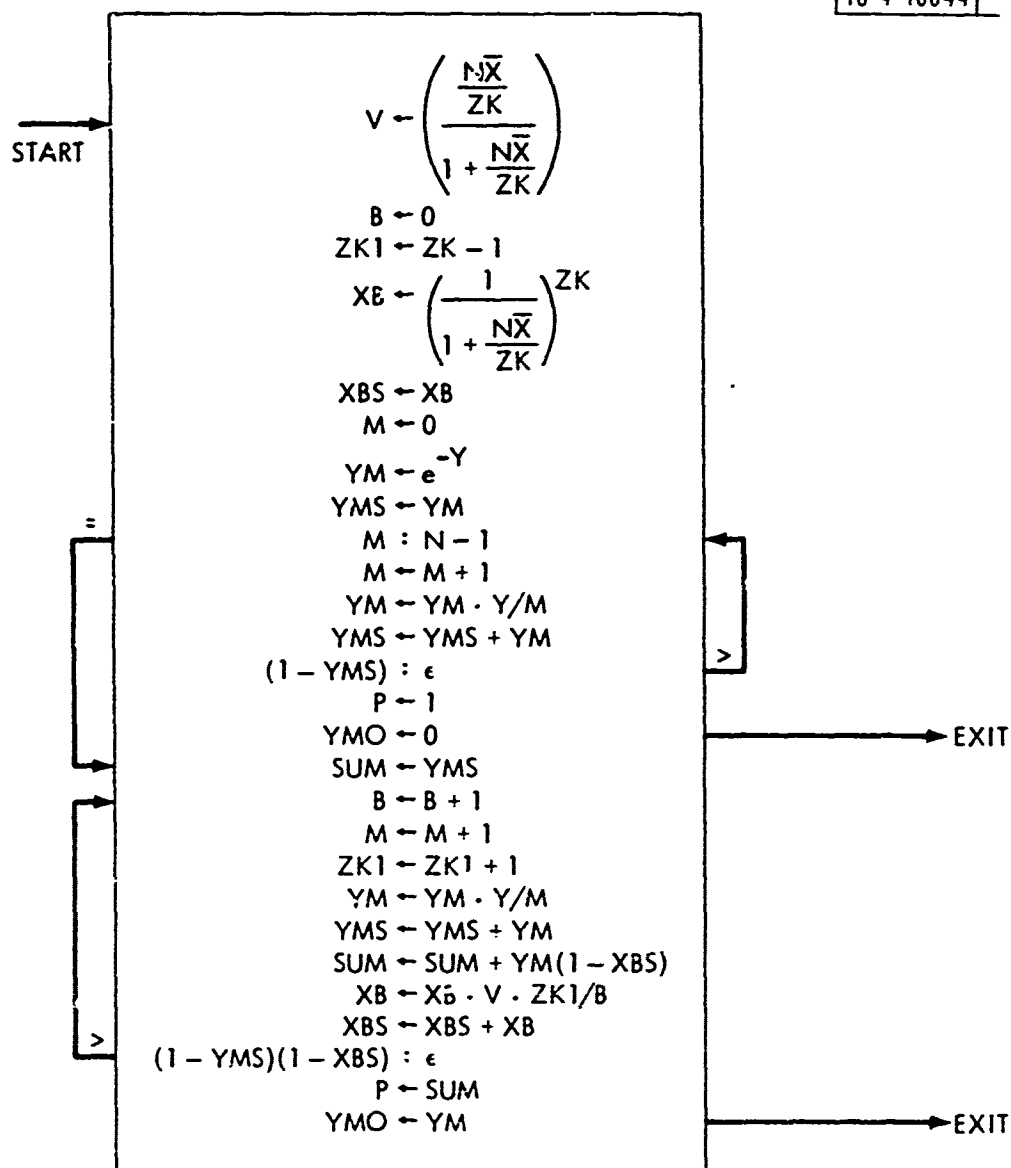 START
V ← ( (NX̅/ZK) / (1 + NX̅/ZK) )
B ← 0
ZK1 ← ZK – 1
XB ← ( 1 / (1 + NX̅/ZK) )^ZK
XBS ← XB
M ← 0
YM ← e^-Y
YMS ← YM
=
M : N – 1
M ← M + 1
YM ← YM · Y/M
YMS ← YMS + YM
(1 – YMS) : ε
>
P ← 1
YMO ← 0
EXIT
SUM ← YMS
B ← B + 1
M ← M + 1
ZK1 ← ZK1 + 1
YM ← YM · Y/M
YMS ← YMS + YM
SUM ← SUM + YM(1 – XBS)
XB ← XB · V · ZK1/B
XBS ← XBS + XB
>
(1 – YMS)(1 – XBS) : ε
P ← SUM
YMO ← YM
EXIT